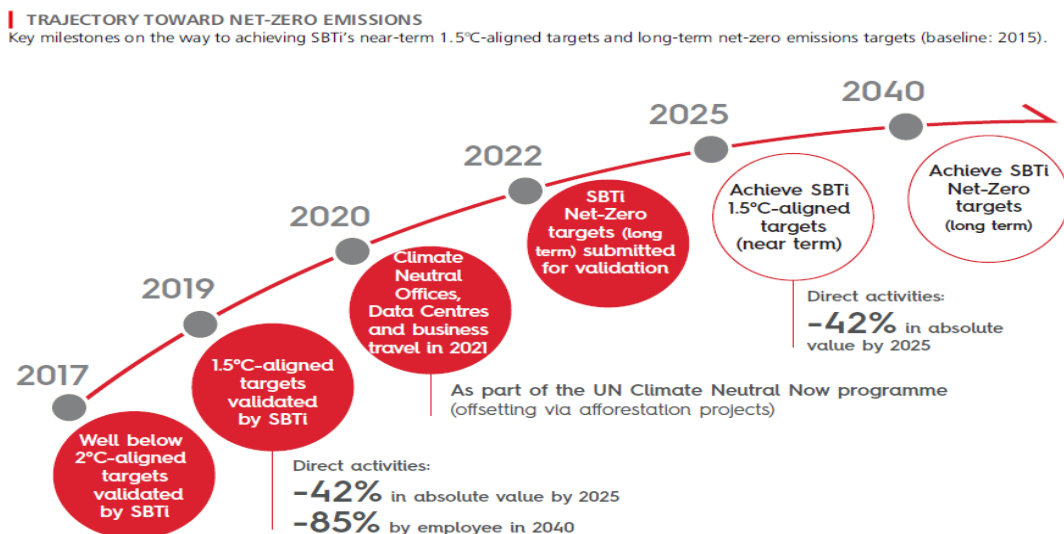 TRAJECTORY TOWARD NET-ZERO EMISSIONS
Key milestones on the way to achieving SBTi's near-term 1.5°C-aligned targets and long-term net-zero emissions targets (baseline: 2015).
2017
Well below
2°C-aligned
targets
validated
by SBTi
2019
1.5°C-aligned
targets
validated
by SBTi
Direct activities:
-42% in absolute value by 2025
-85% by employee in 2040
2020
Climate
Neutral
Offices,
Data Centres
and business
travel in 2021
As part of the UN Climate Neutral Now programme
(offsetting via afforestation projects)
2022
SBTi
Net-Zero
targets (long
term) submitted
for validation
2025
Achieve SBTi
1.5°C-aligned
targets
(near term)
Direct activities:
-42% in absolute
value by 2025
2040
Achieve SBTi
Net-Zero
targets
(long term)